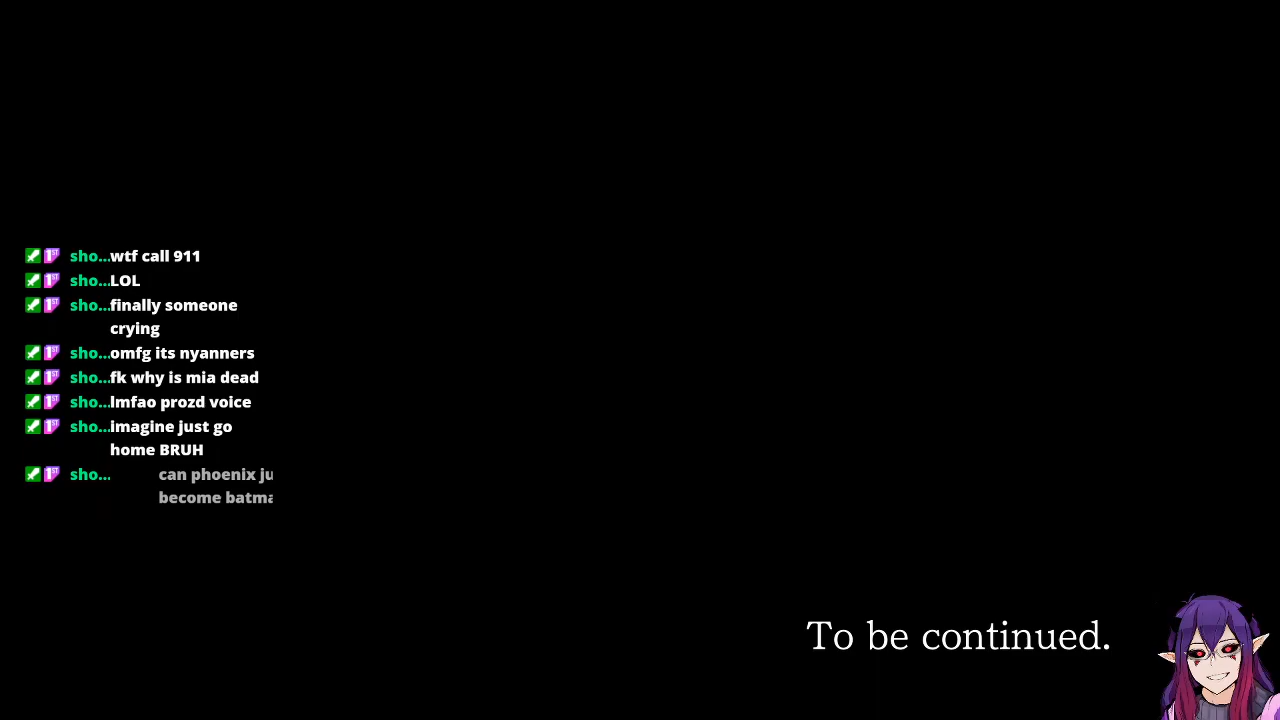 sho...wtf call 911
sho...LOL
sho...finally someone
crying
sho...omfg its nyanners
sho...fk why is mia dead
sho...lmfao prozd voice
sho...imagine just go
home BRUH
sho... can phoenix ju
become batma
To be continued.